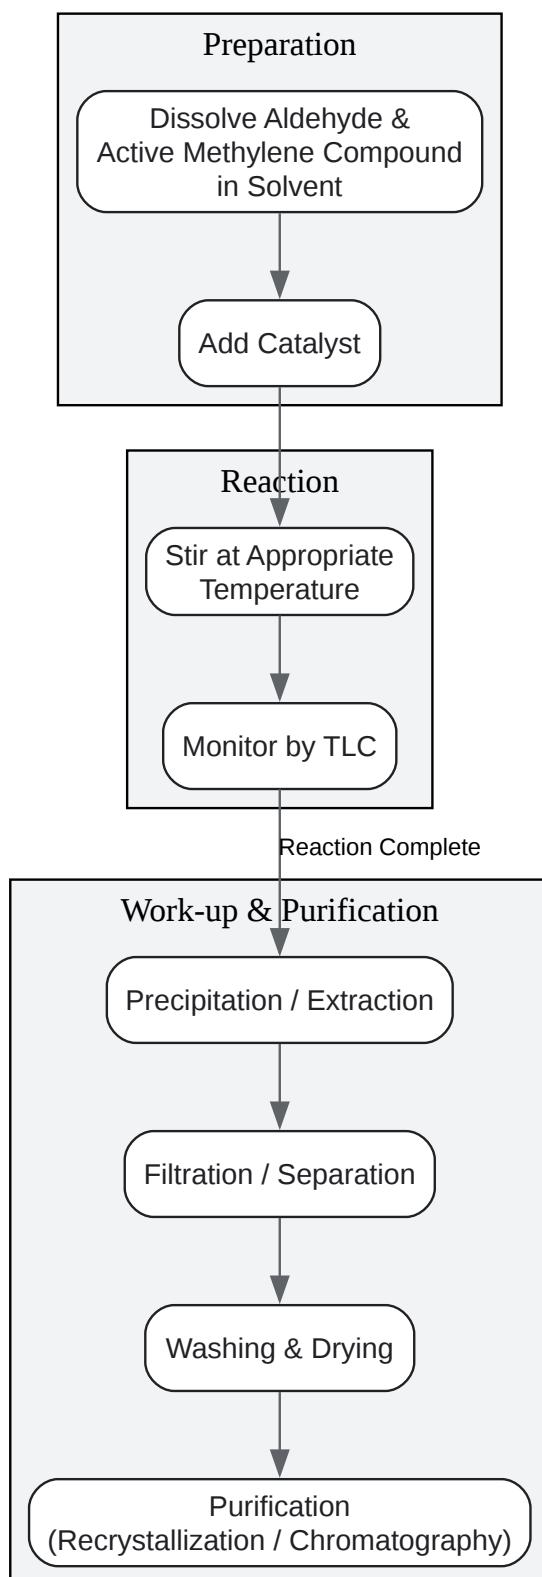 Preparation
Dissolve Aldehyde &
Active Methylene Compound
in Solvent
Add Catalyst
Reaction
Stir at Appropriate
Temperature
Monitor by TLC
Reaction Complete
Work-up & Purification
Precipitation / Extraction
Filtration / Separation
Washing & Drying
Purification
(Recrystallization / Chromatography)